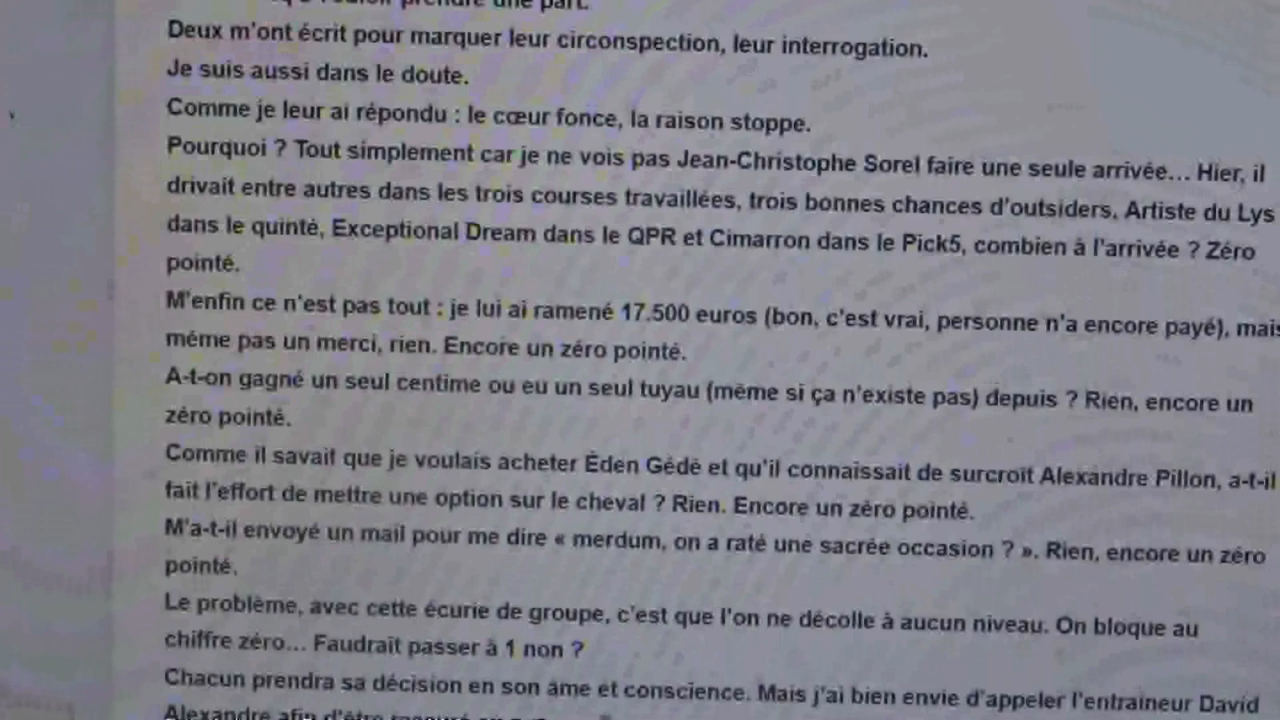 prendre une part.
Deux m'ont écrit pour marquer leur circonspection, leur interrogation.
Je suis aussi dans le doute.
Comme je leur ai répondu : le cœur fonce, la raison stoppe.
Pourquoi ? Tout simplement car je ne vois pas Jean-Christophe Sorel faire une seule arrivée... Hier, il
drivait entre autres dans les trois courses travaillées, trois bonnes chances d'outsiders, Artiste du Lys
dans le quinté, Exceptional Dream dans le QPR et Cimarron dans le Pick5, combien à l'arrivée ? Zéro
pointé.
M'enfin ce n'est pas tout : je lui ai ramené 17.500 euros (bon, c'est vrai, personne n'a encore payé), mais
même pas un merci, rien. Encore un zéro pointé.
A-t-on gagné un seul centime ou eu un seul tuyau (même si ça n'existe pas) depuis ? Rien, encore un
zéro pointé.
Comme il savait que je voulais acheter Éden Gédé et qu'il connaissait de surcroit Alexandre Pillon, a-t-il
fait l'effort de mettre une option sur le cheval ? Rien. Encore un zéro pointé.
M'a-t-il envoyé un mail pour me dire « merdum, on a raté une sacrée occasion ? ». Rien, encore un zéro
pointé.
Le problème, avec cette écurie de groupe, c'est que l'on ne décolle à aucun niveau. On bloque au
chiffre zéro... Faudrait passer à 1 non ?
Chacun prendra sa décision en son âme et conscience. Mais j'ai bien envie d'appeler l'entraineur David
Alexandre afin d'être